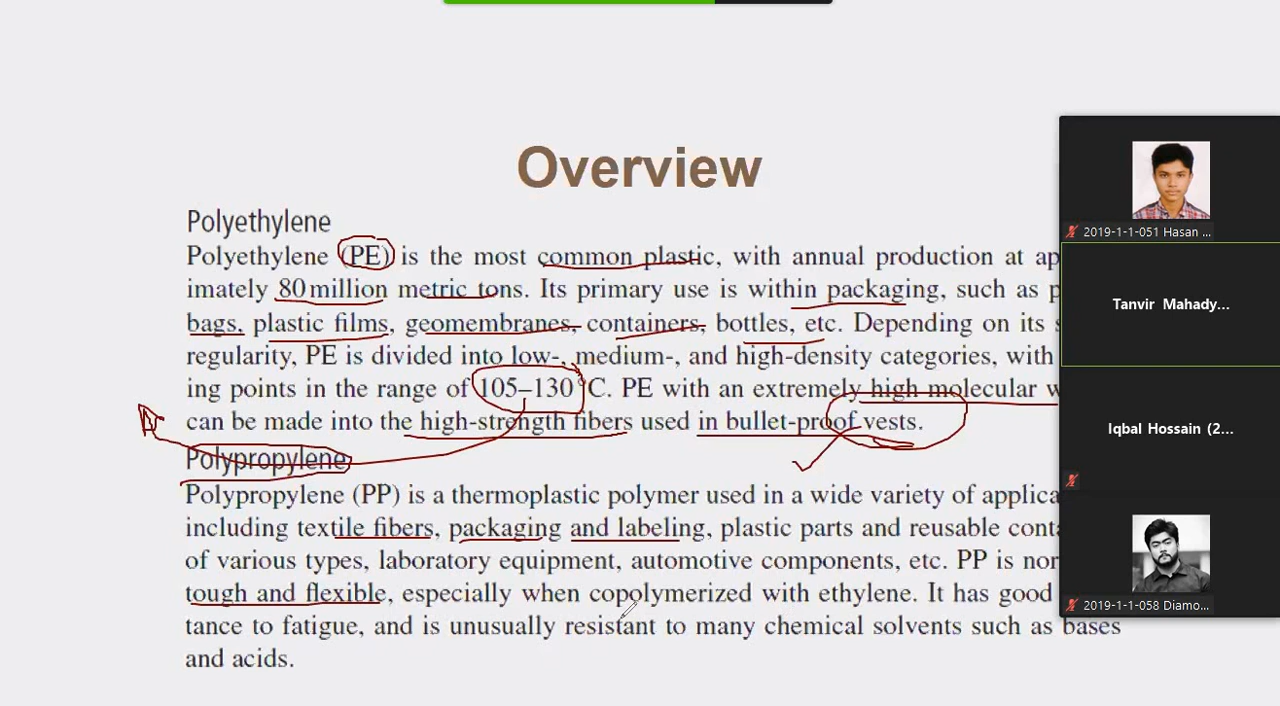 Overview
Polyethylene
Polyethylene (PE) is the most common plastic, with annual production at ap
imately 80 million metric tons. Its primary use is within packaging, such as p
bags, plastic films, geomembranes, containers, bottles, etc. Depending on its s
regularity, PE is divided into low-, medium-, and high-density categories, with
ing points in the range of 105–130 °C. PE with an extremely high molecular w
can be made into the high-strength fibers used in bullet-proof vests.
Polypropylene
Polypropylene (PP) is a thermoplastic polymer used in a wide variety of applica
including textile fibers, packaging and labeling, plastic parts and reusable conta
of various types, laboratory equipment, automotive components, etc. PP is nor
tough and flexible, especially when copolymerized with ethylene. It has good
tance to fatigue, and is unusually resistant to many chemical solvents such as bases
and acids.
2019-1-1-051 Hasan ...
Tanvir Mahady...
Iqbal Hossain (2...
2019-1-1-058 Diamo...